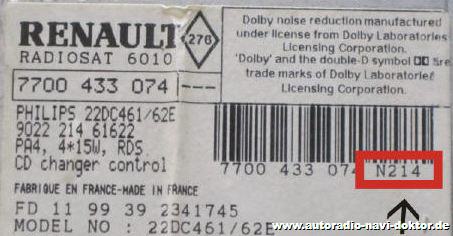 RENAULT 276
RADIOSAT 6010
7700 433 074 ---
Dolby noise reduction manufactured
under license from Dolby Laboratories
Licensing Corporation.
'Dolby' and the double-D symbol are
trade marks of Dolby Laboratories
Licensing Corporation.
PHILIPS 22DC461/62E
9022 214 61622
PA4, 4*15W, RDS
CD changer control
7700 433 074 N214
FABRIQUE EN FRANCE-MADE IN FRANCE
FD 11 99 39 2341745
MODEL NO : 22DC461/62E
www.autoradio-navi-doktor.de